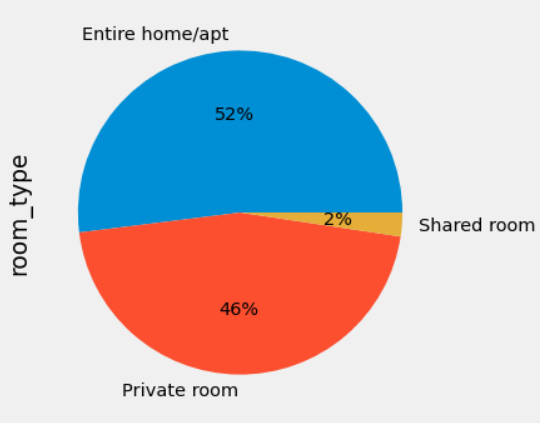 Entire home/apt
52%
room_type
2%
Shared room
46%
Private room